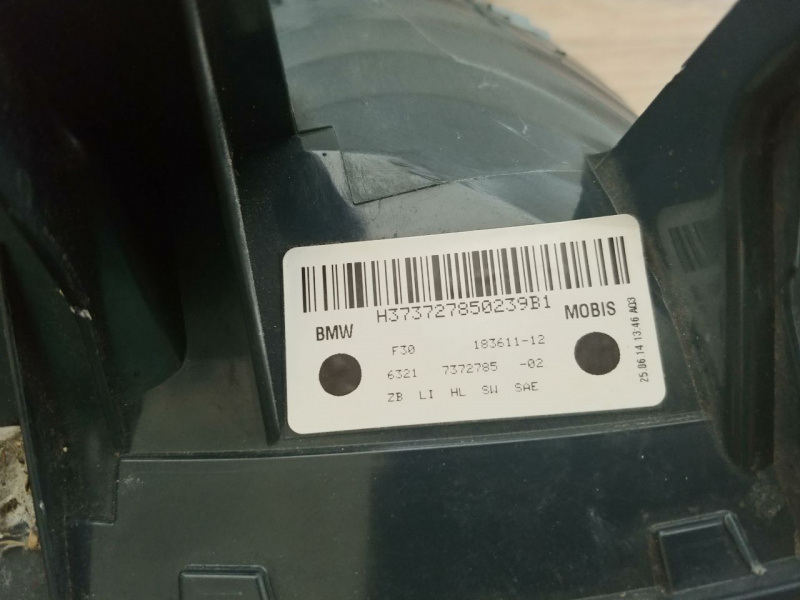 H373727850239B1
BMW MOBIS
F30 183611-12
6321 7372785 -02
ZB LI HL SW SAE
25.06.14 13:46 A03